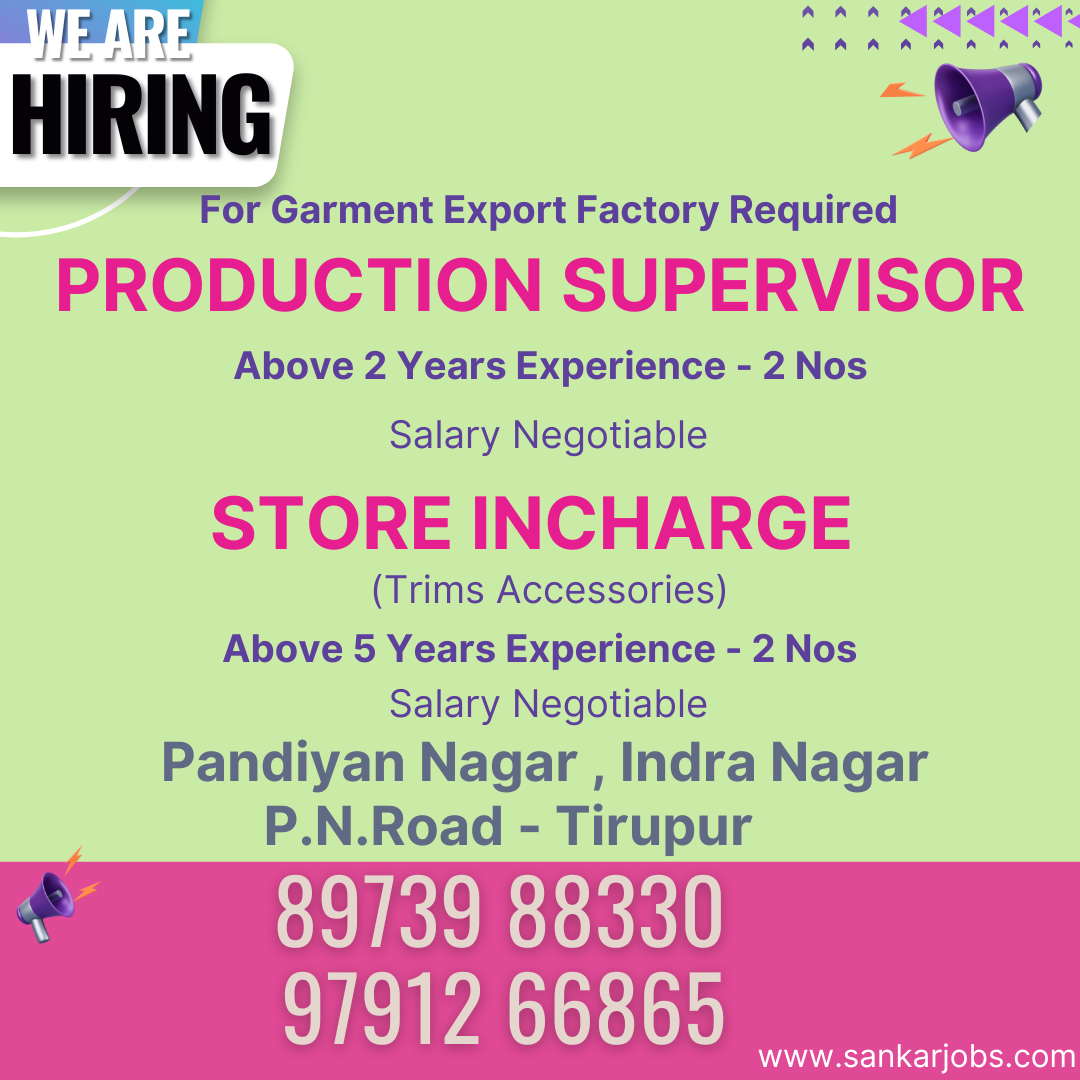 WE ARE
HIRING
For Garment Export Factory Required
PRODUCTION SUPERVISOR
Above 2 Years Experience - 2 Nos
Salary Negotiable
STORE INCHARGE
(Trims Accessories)
Above 5 Years Experience - 2 Nos
Salary Negotiable
Pandiyan Nagar , Indra Nagar
P.N.Road - Tirupur
89739 88330
97912 66865
www.sankarjobs.com